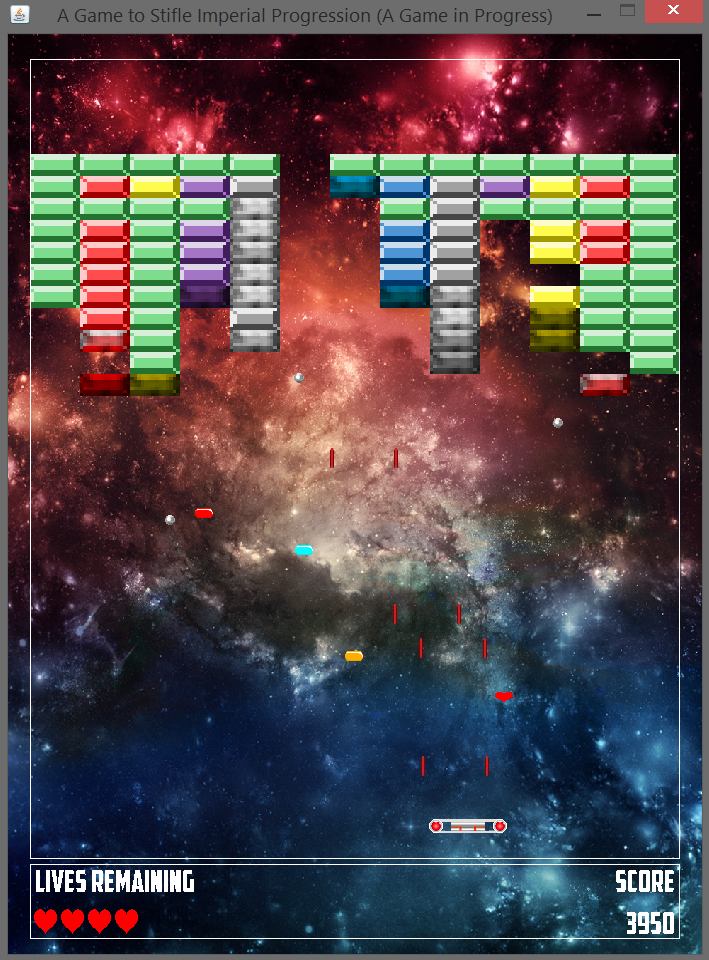 A Game to Stifle Imperial Progression (A Game in Progress)
LIVES REMAINING
SCORE
3950